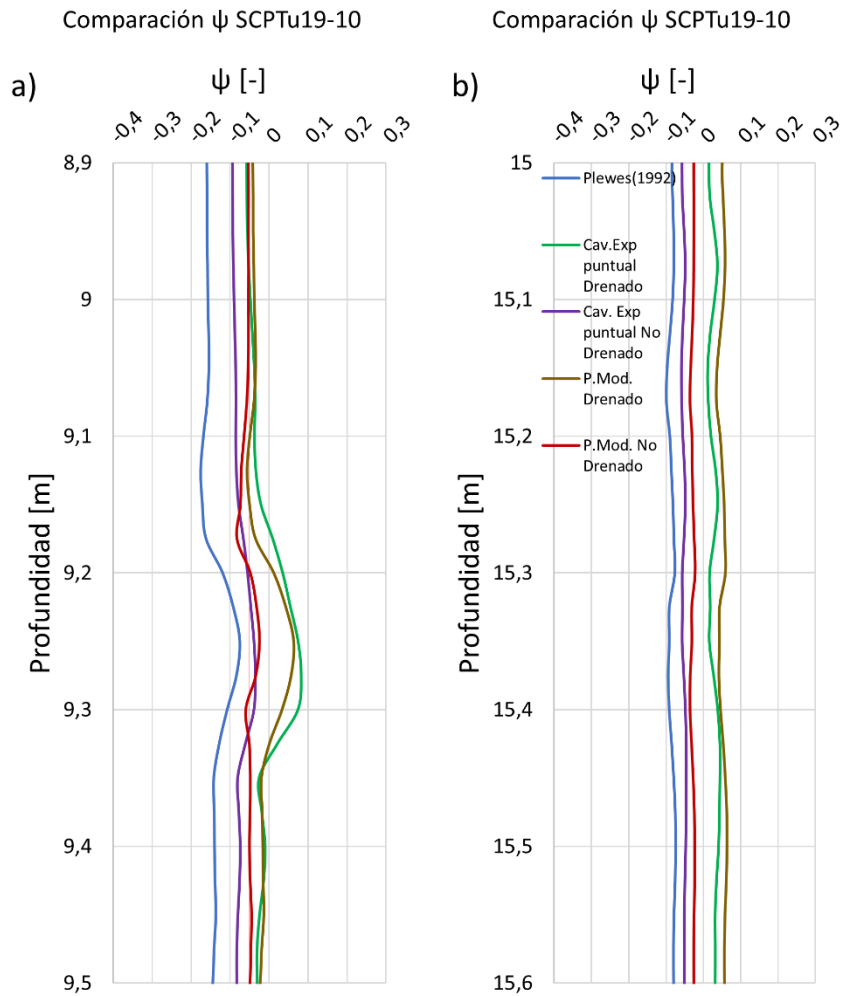 Comparación ψ SCPTu19-10
a)
ψ [-]
-0,4
-0,3
-0,2
-0,1
0
0,1
0,2
0,3
Profundidad [m]
8,9
9
9,1
9,2
9,3
9,4
9,5
Comparación ψ SCPTu19-10
b)
ψ [-]
-0,4
-0,3
-0,2
-0,1
0
0,1
0,2
0,3
Profundidad [m]
15
15,1
15,2
15,3
15,4
15,5
15,6
Plewes(1992)
Cav.Exp
puntual
Drenado
Cav. Exp
puntual No
Drenado
P.Mod.
Drenado
P.Mod. No
Drenado